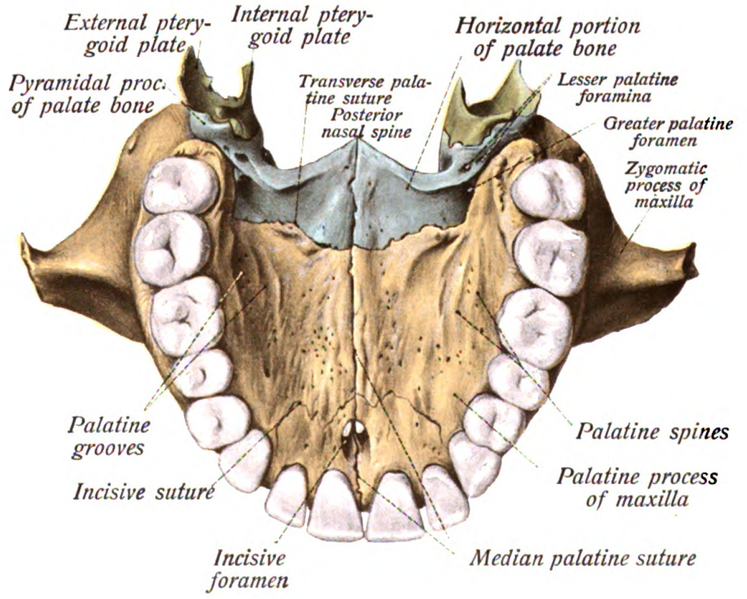 External ptery-
goid plate
Internal ptery-
goid plate
Horizontal portion
of palate bone
Pyramidal proc.
of palate bone
Transverse pala-
tine suture
Posterior
nasal spine
Lesser palatine
foramina
Greater palatine
foramen
Zygomatic
process of
maxilla
Palatine
grooves
Palatine spines
Incisive suture
Palatine process
of maxilla
Incisive
foramen
Median palatine suture